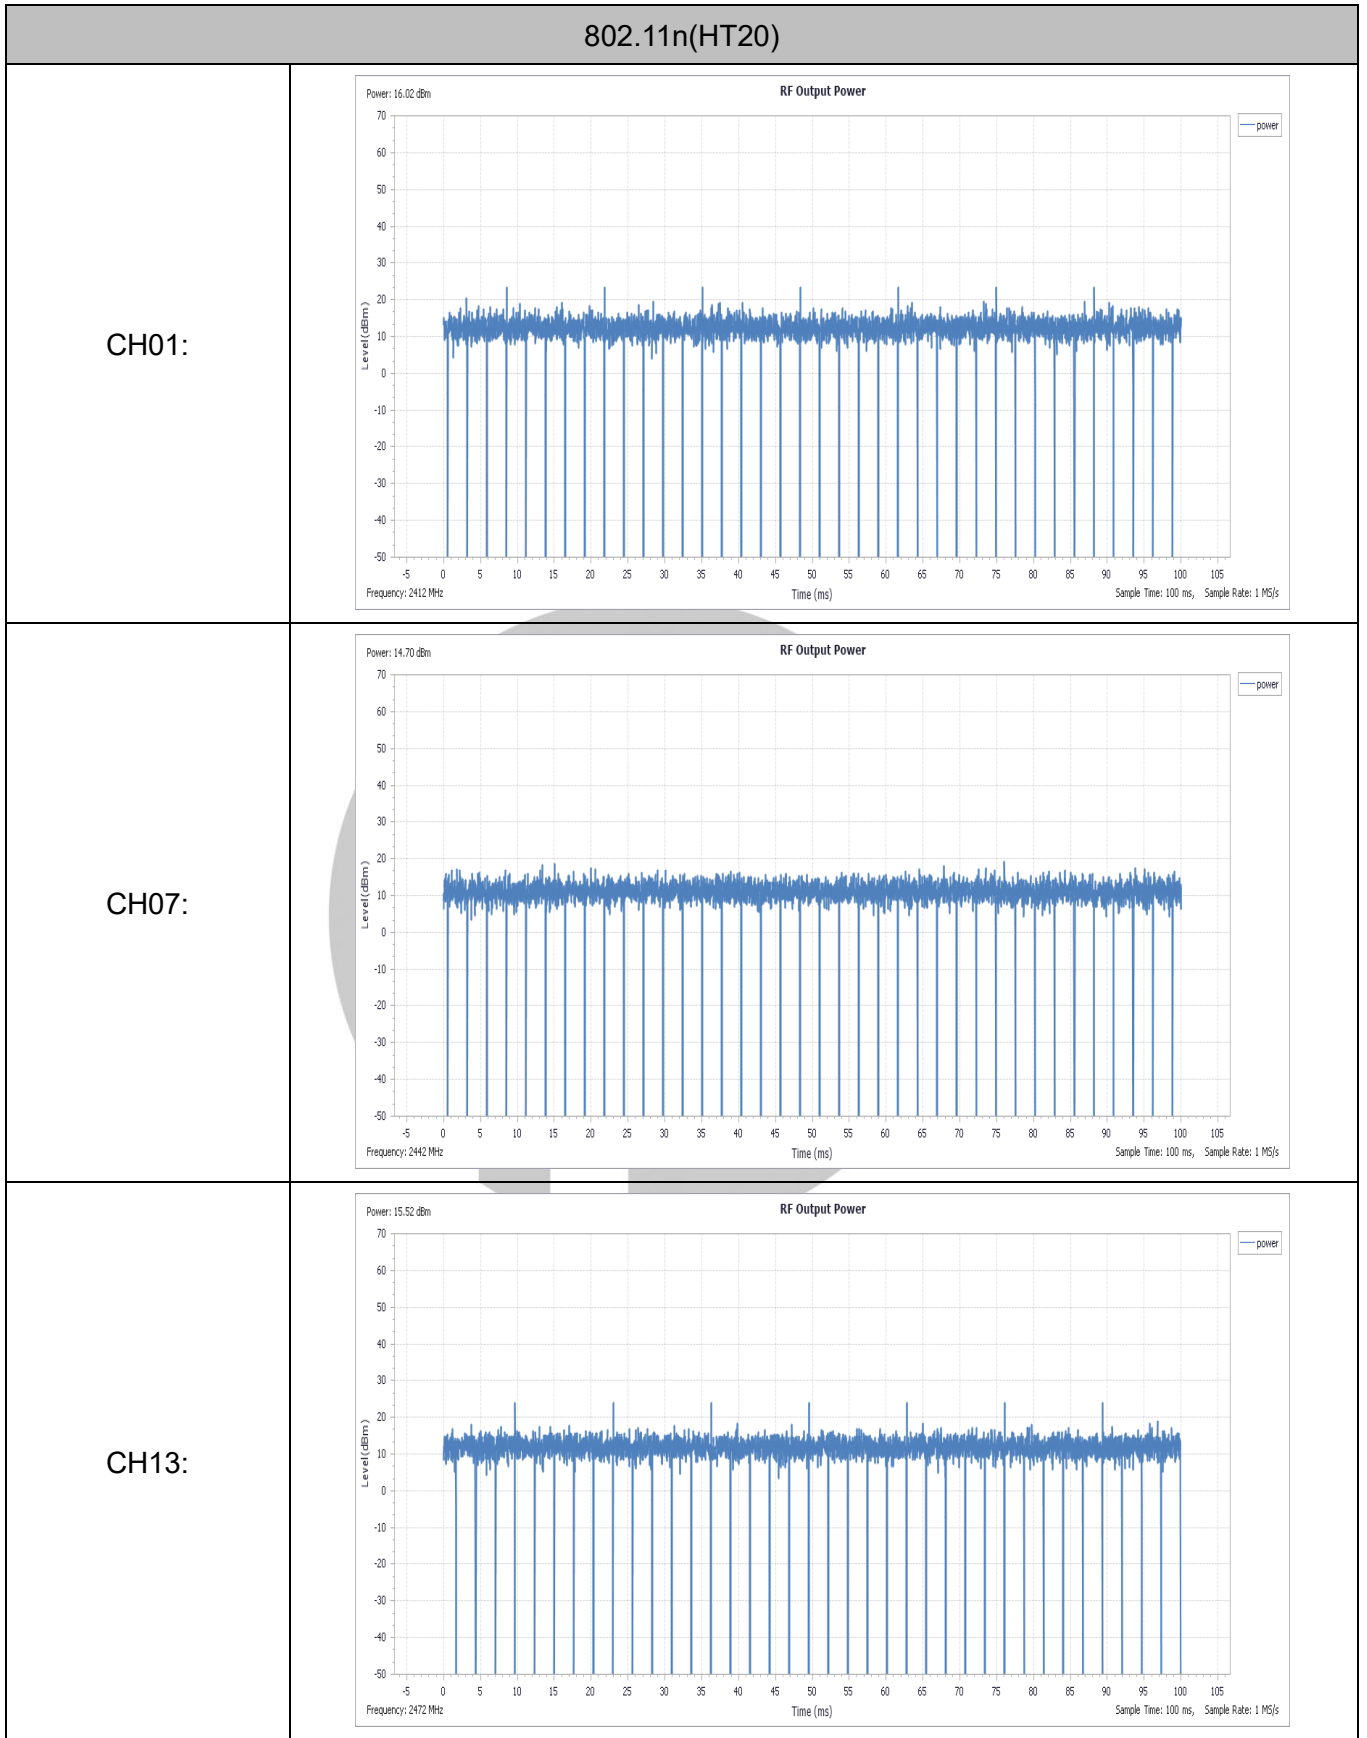 802.11n(HT20)
CH01:
Power: 16.02 dBm
RF Output Power
power
70
60
50
40
30
20
10
0
-10
-20
-30
-40
-50
Level(dBm)
-5 0 5 10 15 20 25 30 35 40 45 50 55 60 65 70 75 80 85 90 95 100 105
Time (ms)
Frequency: 2412 MHz
Sample Time: 100 ms, Sample Rate: 1 MS/s
CH07:
Power: 14.70 dBm
RF Output Power
power
70
60
50
40
30
20
10
0
-10
-20
-30
-40
-50
Level(dBm)
-5 0 5 10 15 20 25 30 35 40 45 50 55 60 65 70 75 80 85 90 95 100 105
Time (ms)
Frequency: 2442 MHz
Sample Time: 100 ms, Sample Rate: 1 MS/s
CH13:
Power: 15.52 dBm
RF Output Power
power
70
60
50
40
30
20
10
0
-10
-20
-30
-40
-50
Level(dBm)
-5 0 5 10 15 20 25 30 35 40 45 50 55 60 65 70 75 80 85 90 95 100 105
Time (ms)
Frequency: 2472 MHz
Sample Time: 100 ms, Sample Rate: 1 MS/s